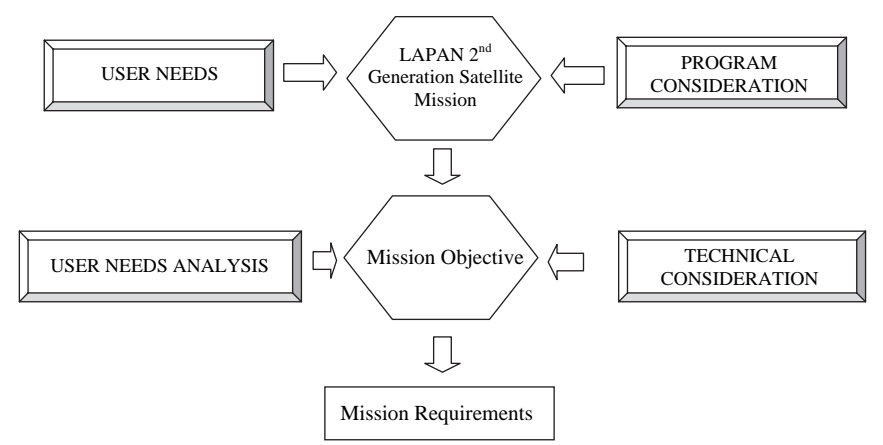 USER NEEDS
LAPAN 2nd
Generation Satellite
Mission
PROGRAM
CONSIDERATION
USER NEEDS ANALYSIS
Mission Objective
TECHNICAL
CONSIDERATION
Mission Requirements